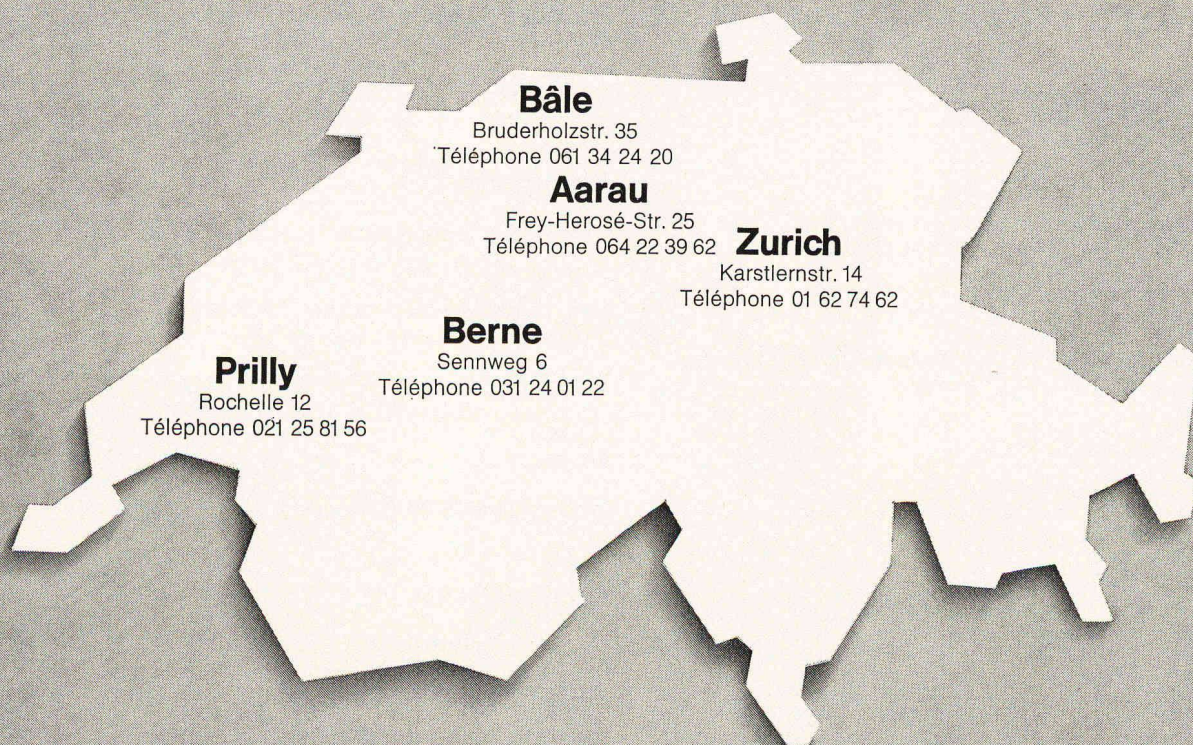 Bâle
Bruderholzstr. 35
Téléphone 061 34 24 20
Aarau
Frey-Herosé-Str. 25
Téléphone 064 22 39 62
Zurich
Karstlernstr. 14
Téléphone 01 62 74 62
Berne
Sennweg 6
Téléphone 031 24 01 22
Prilly
Rochelle 12
Téléphone 021 25 81 56